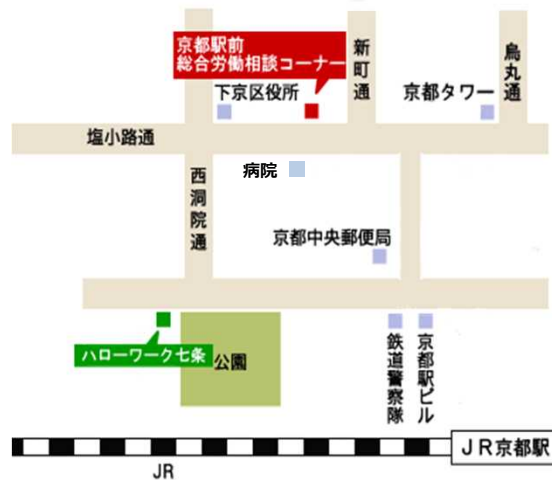 京都駅前
総合労働相談コーナー
新町通
烏丸通
下京区役所
京都タワー
塩小路通
病院
西洞院通
京都中央郵便局
ハローワーク七条
公園
鉄道警察隊
京都駅ビル
JR京都駅
JR